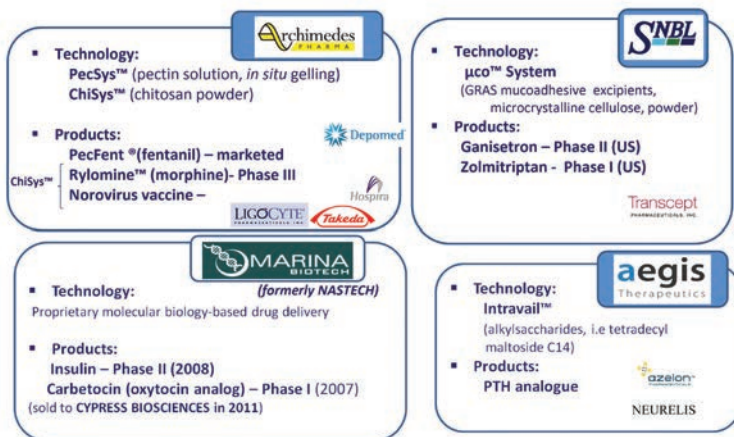 Archimedes
PHARMA
▪ Technology:
PecSys™ (pectin solution, in situ gelling)
ChiSys™ (chitosan powder)
▪ Products:
Depomed
PecFent ®(fentanil) – marketed
ChiSys™
Rylomine™ (morphine)- Phase III
Norovirus vaccine –
Hospira
LIGOCYTE
PHARMACEUTICALS, INC.
Takeda
SNBL
▪ Technology:
µco™ System
(GRAS mucoadhesive excipients,
microcrystalline cellulose, powder)
▪ Products:
Ganisetron – Phase II (US)
Zolmitriptan - Phase I (US)
Transcept
PHARMACEUTICALS, INC.
MARINA
BIOTECH
▪ Technology: (formerly NASTECH)
Proprietary molecular biology-based drug delivery
▪ Products:
Insulin – Phase II (2008)
Carbetocin (oxytocin analog) – Phase I (2007)
(sold to CYPRESS BIOSCIENCES in 2011)
aegis
Therapeutics
▪ Technology:
Intravail™
(alkylsaccharides, i.e tetradecyl
maltoside C14)
▪ Products:
PTH analogue
azelon
NEURELIS